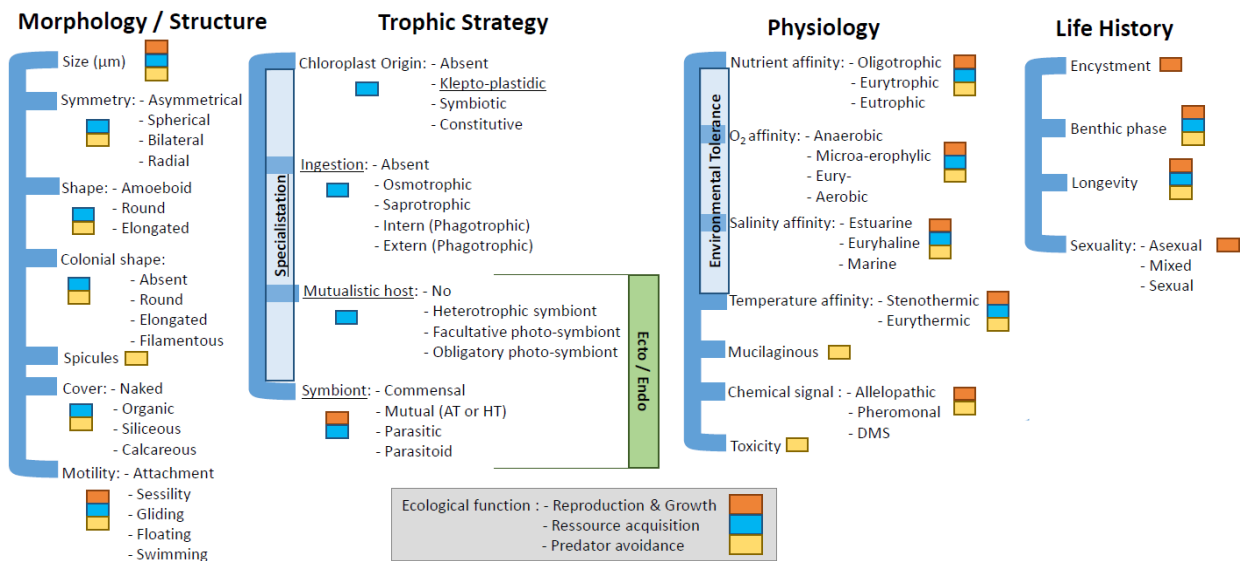 Morphology / Structure
Size (µm)
Symmetry: - Asymmetrical
- Spherical
- Bilateral
- Radial
Shape: - Amoeboid
- Round
- Elongated
Colonial shape:
- Absent
- Round
- Elongated
- Filamentous
Spicules
Cover: - Naked
- Organic
- Siliceous
- Calcareous
Motility: - Attachment
- Sessility
- Gliding
- Floating
- Swimming
Trophic Strategy
Specialistation
Chloroplast Origin: - Absent
- Klepto-plastidic
- Symbiotic
- Constitutive
Ingestion: - Absent
- Osmotrophic
- Saprotrophic
- Intern (Phagotrophic)
- Extern (Phagotrophic)
Mutualistic host: - No
- Heterotrophic symbiont
- Facultative photo-symbiont
- Obligatory photo-symbiont
Symbiont: - Commensal
- Mutual (AT or HT)
- Parasitic
- Parasitoid
Ecto / Endo
Physiology
Environmental Tolerance
Nutrient affinity: - Oligotrophic
- Eurytrophic
- Eutrophic
O₂ affinity: - Anaerobic
- Microa-erophylic
- Eury-
- Aerobic
Salinity affinity: - Estuarine
- Euryhaline
- Marine
Temperature affinity: - Stenothermic
- Eurythermic
Mucilaginous
Chemical signal : - Allelopathic
- Pheromonal
- DMS
Toxicity
Life History
Encystment
Benthic phase
Longevity
Sexuality: - Asexual
- Mixed
- Sexual
Ecological function : - Reproduction & Growth
- Ressource acquisition
- Predator avoidance